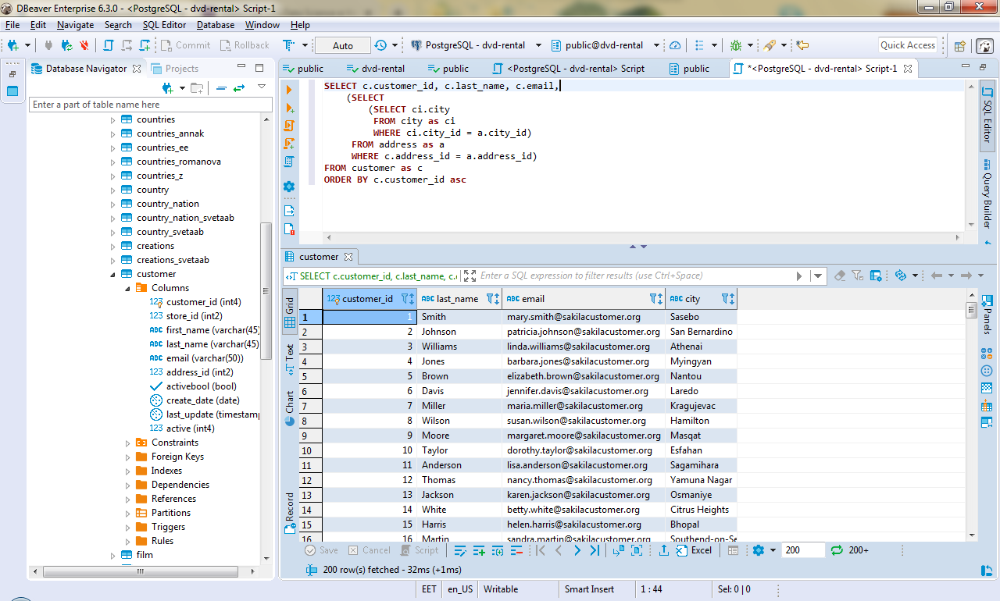 DBeaver Enterprise 6.3.0 - <PostgreSQL - dvd-rental> Script-1
File Edit Navigate Search SQL Editor Database Window Help
Commit Rollback Auto PostgreSQL - dvd-rental public@dvd-rental Quick Access
Database Navigator Projects
public dvd-rental public <PostgreSQL - dvd-rental> Script public *<PostgreSQL - dvd-rental> Script-1
Enter a part of table name here
countries
countries_annak
countries_ee
countries_romanova
countries_z
country
country_nation
country_nation_svetaab
country_svetaab
creations
creations_svetaab
customer
Columns
123 customer_id (int4)
123 store_id (int2)
ABC first_name (varchar(45)
ABC last_name (varchar(45)
ABC email (varchar(50))
123 address_id (int2)
activebool (bool)
create_date (date)
last_update (timestamp
123 active (int4)
Constraints
Foreign Keys
Indexes
Dependencies
References
Partitions
Triggers
Rules
film
SELECT c.customer_id, c.last_name, c.email,
(SELECT
(SELECT ci.city
FROM city as ci
WHERE ci.city_id = a.city_id)
FROM address as a
WHERE c.address_id = a.address_id)
FROM customer as c
ORDER BY c.customer_id asc
SQL Editor
Query Builder
customer
SELECT c.customer_id, c.last_name, c. Enter a SQL expression to filter results (use Ctrl+Space)
Grid
Text
Chart
Record
Panels
123 customer_id ABC last_name ABC email ABC city
1 1 Smith mary.smith@sakilacustomer.org Sasebo
2 2 Johnson patricia.johnson@sakilacustomer.org San Bernardino
3 3 Williams linda.williams@sakilacustomer.org Athenai
4 4 Jones barbara.jones@sakilacustomer.org Myingyan
5 5 Brown elizabeth.brown@sakilacustomer.org Nantou
6 6 Davis jennifer.davis@sakilacustomer.org Laredo
7 7 Miller maria.miller@sakilacustomer.org Kragujevac
8 8 Wilson susan.wilson@sakilacustomer.org Hamilton
9 9 Moore margaret.moore@sakilacustomer.org Masqat
10 10 Taylor dorothy.taylor@sakilacustomer.org Esfahan
11 11 Anderson lisa.anderson@sakilacustomer.org Sagamihara
12 12 Thomas nancy.thomas@sakilacustomer.org Yamuna Nagar
13 13 Jackson karen.jackson@sakilacustomer.org Osmaniye
14 14 White betty.white@sakilacustomer.org Citrus Heights
15 15 Harris helen.harris@sakilacustomer.org Bhopal
16 16 Martin sandra.martin@sakilacustomer.org Southend-on-Se
Save Cancel Script Excel 200 200+
200 row(s) fetched - 32ms (+1ms)
EET en_US Writable Smart Insert 1 : 44 Sel: 0 | 0